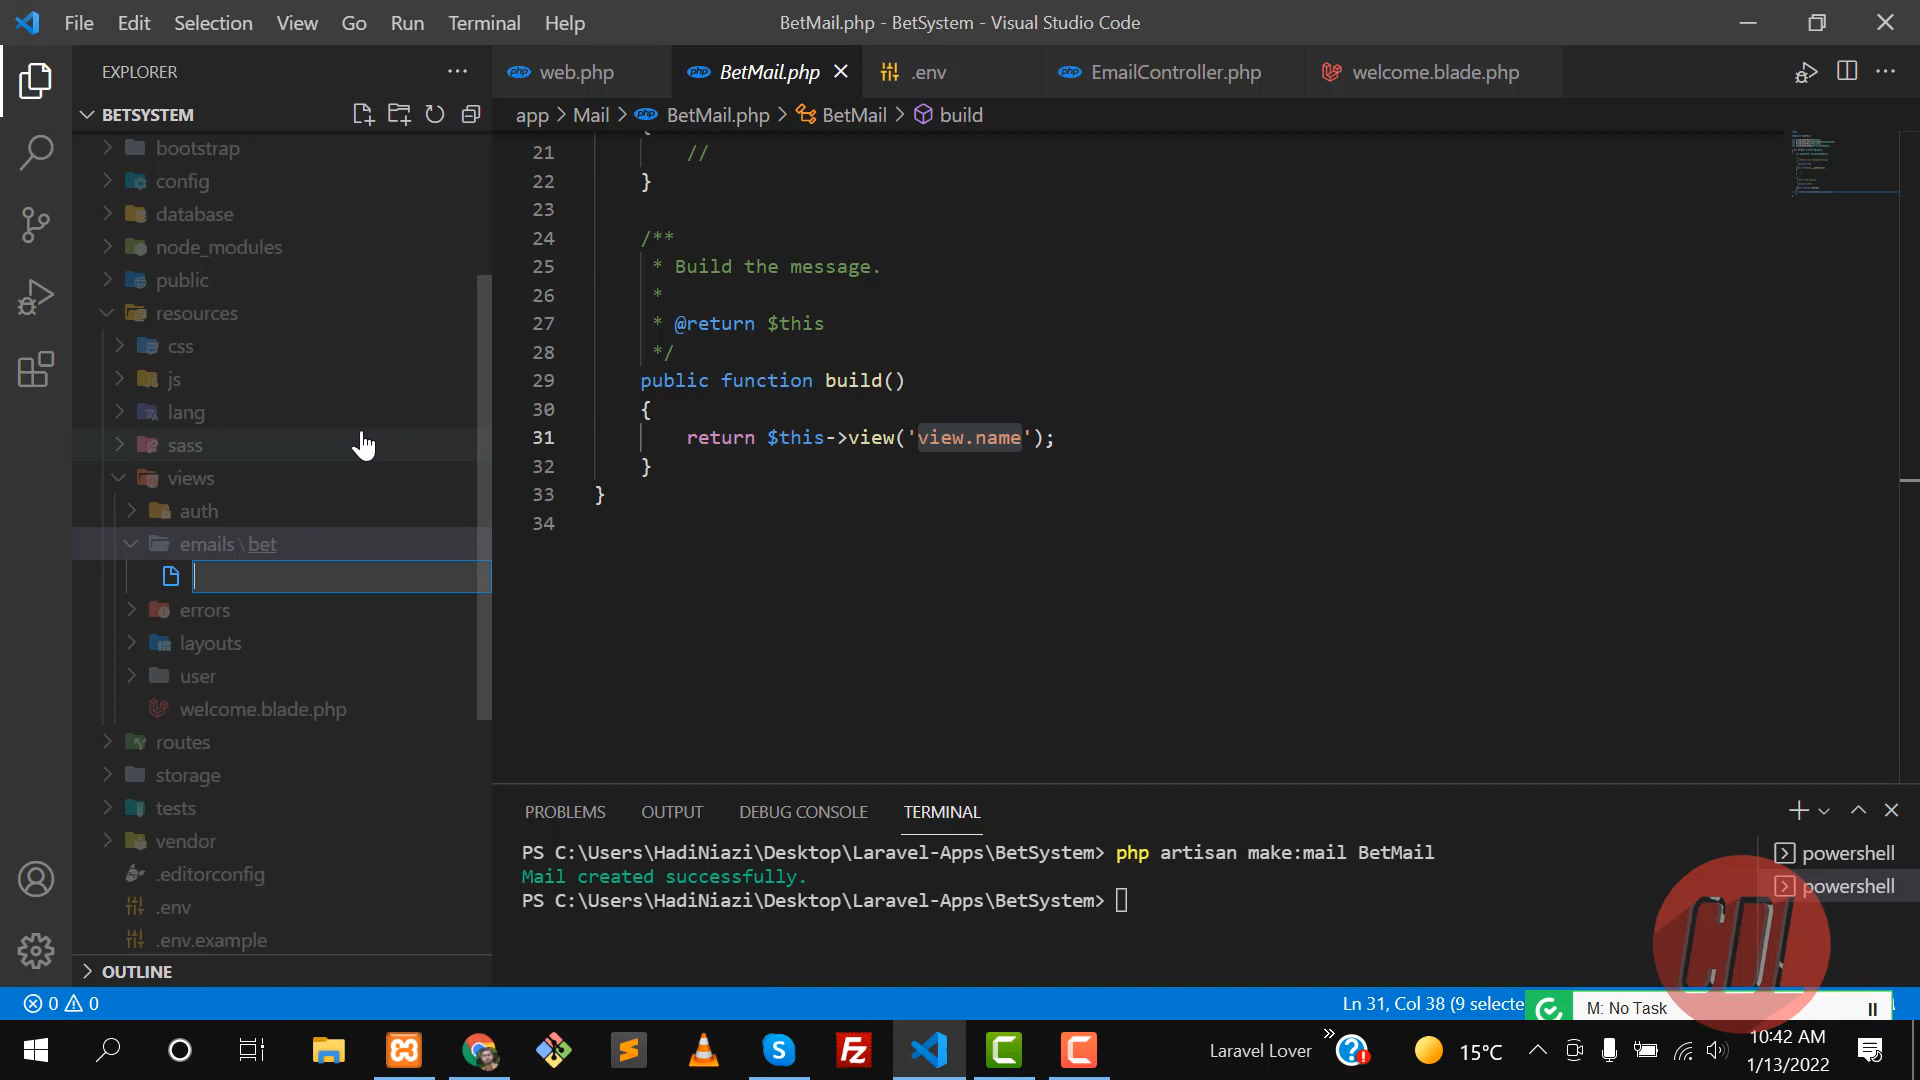 File Edit Selection View Go Run Terminal Help
BetMail.php - BetSystem - Visual Studio Code
EXPLORER
web.php
BetMail.php
.env
EmailController.php
welcome.blade.php
BETSYSTEM
app > Mail > BetMail.php > BetMail > build
bootstrap
config
database
node_modules
public
resources
css
js
lang
sass
views
auth
emails\bet
errors
layouts
user
welcome.blade.php
routes
storage
tests
vendor
.editorconfig
.env
.env.example
OUTLINE
21 //
22 }
23
24 /**
25 * Build the message.
26 *
27 * @return $this
28 */
29 public function build()
30 {
31 return $this->view('view.name');
32 }
33 }
34
PROBLEMS OUTPUT DEBUG CONSOLE TERMINAL
PS C:\Users\HadiNiazi\Desktop\Laravel-Apps\BetSystem> php artisan make:mail BetMail
Mail created successfully.
PS C:\Users\HadiNiazi\Desktop\Laravel-Apps\BetSystem>
powershell
powershell
CDL
0 0
Ln 31, Col 38 (9 selecte
M: No Task
Laravel Lover
15°C
10:42 AM
1/13/2022